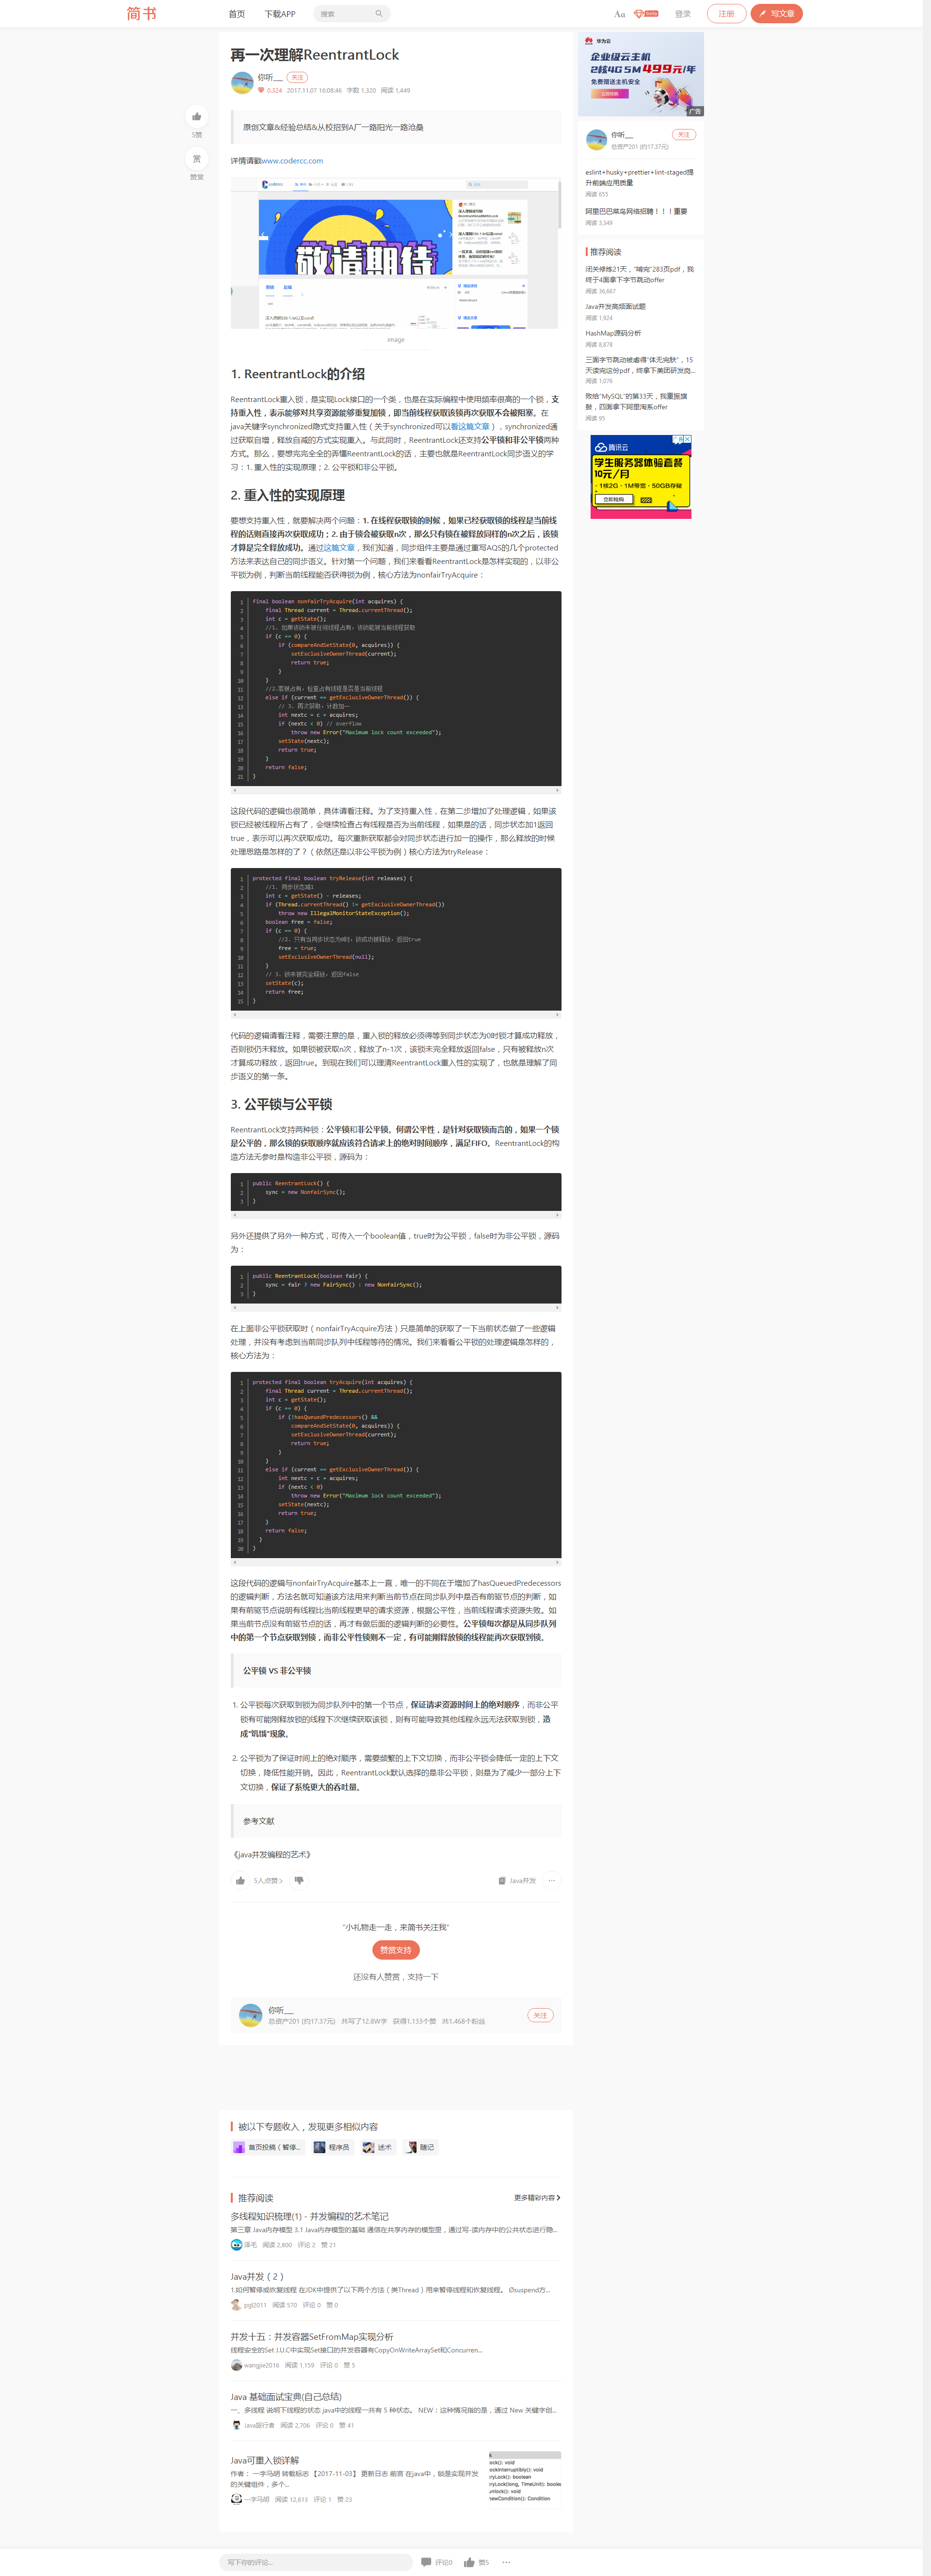 简书
首页 下载APP 搜索
Aa 登录 注册 写文章
再一次理解ReentrantLock
你听___ 关注
0.324 2017.11.07 16:08:46 字数 1,320 阅读 1,449
5赞
赏
赞赏
原创文章&经验总结&从校招到A厂一路阳光一路沧桑
详情请戳www.codercc.com
敬请期待
image
1. ReentrantLock的介绍
ReentrantLock重入锁，是实现Lock接口的一个类，也是在实际编程中使用频率很高的一个锁，支
持重入性，表示能够对共享资源能够重复加锁，即当前线程获取该锁再次获取不会被阻塞。在
java关键字synchronized隐式支持重入性（关于synchronized可以看这篇文章），synchronized通
过获取自增，释放自减的方式实现重入。与此同时，ReentrantLock还支持公平锁和非公平锁两种
方式。那么，要想完完全全的弄懂ReentrantLock的话，主要也就是ReentrantLock同步语义的学
习：1. 重入性的实现原理；2. 公平锁和非公平锁。
2. 重入性的实现原理
要想支持重入性，就要解决两个问题：1. 在线程获取锁的时候，如果已经获取锁的线程是当前线
程的话则直接再次获取成功；2. 由于锁会被获取n次，那么只有锁在被释放同样的n次之后，该锁
才算是完全释放成功。通过这篇文章，我们知道，同步组件主要是通过重写AQS的几个protected
方法来表达自己的同步语义。针对第一个问题，我们来看看ReentrantLock是怎样实现的，以非公
平锁为例，判断当前线程能否获得锁为例，核心方法为nonfairTryAcquire：
1 final boolean nonfairTryAcquire(int acquires) {
2 final Thread current = Thread.currentThread();
3 int c = getState();
4 //1. 如果该锁未被任何线程占有，该锁能被当前线程获取
5 if (c == 0) {
6 if (compareAndSetState(0, acquires)) {
7 setExclusiveOwnerThread(current);
8 return true;
9 }
10 }
11 //2.若被占有，检查占有线程是否是当前线程
12 else if (current == getExclusiveOwnerThread()) {
13 // 3. 再次获取，计数加一
14 int nextc = c + acquires;
15 if (nextc < 0) // overflow
16 throw new Error("Maximum lock count exceeded");
17 setState(nextc);
18 return true;
19 }
20 return false;
21 }
这段代码的逻辑也很简单，具体请看注释。为了支持重入性，在第二步增加了处理逻辑，如果该
锁已经被线程所占有了，会继续检查占有线程是否为当前线程，如果是的话，同步状态加1返回
true，表示可以再次获取成功。每次重新获取都会对同步状态进行加一的操作，那么释放的时候
处理思路是怎样的了？（依然还是以非公平锁为例）核心方法为tryRelease：
1 protected final boolean tryRelease(int releases) {
2 //1. 同步状态减1
3 int c = getState() - releases;
4 if (Thread.currentThread() != getExclusiveOwnerThread())
5 throw new IllegalMonitorStateException();
6 boolean free = false;
7 if (c == 0) {
8 //2. 只有当同步状态为0时，锁成功被释放，返回true
9 free = true;
10 setExclusiveOwnerThread(null);
11 }
12 // 3. 锁未被完全释放，返回false
13 setState(c);
14 return free;
15 }
代码的逻辑请看注释，需要注意的是，重入锁的释放必须得等到同步状态为0时锁才算成功释放，
否则锁仍未释放。如果锁被获取n次，释放了n-1次，该锁未完全释放返回false，只有被释放n次
才算成功释放，返回true。到现在我们可以理清ReentrantLock重入性的实现了，也就是理解了同
步语义的第一条。
3. 公平锁与公平锁
ReentrantLock支持两种锁：公平锁和非公平锁。何谓公平性，是针对获取锁而言的，如果一个锁
是公平的，那么锁的获取顺序就应该符合请求上的绝对时间顺序，满足FIFO。ReentrantLock的构
造方法无参时是构造非公平锁，源码为：
1 public ReentrantLock() {
2 sync = new NonfairSync();
3 }
另外还提供了另外一种方式，可传入一个boolean值，true时为公平锁，false时为非公平锁，源码
为：
1 public ReentrantLock(boolean fair) {
2 sync = fair ? new FairSync() : new NonfairSync();
3 }
在上面非公平锁获取时（nonfairTryAcquire方法）只是简单的获取了一下当前状态做了一些逻辑
处理，并没有考虑到当前同步队列中线程等待的情况。我们来看看公平锁的处理逻辑是怎样的，
核心方法为：
1 protected final boolean tryAcquire(int acquires) {
2 final Thread current = Thread.currentThread();
3 int c = getState();
4 if (c == 0) {
5 if (!hasQueuedPredecessors() &&
6 compareAndSetState(0, acquires)) {
7 setExclusiveOwnerThread(current);
8 return true;
9 }
10 }
11 else if (current == getExclusiveOwnerThread()) {
12 int nextc = c + acquires;
13 if (nextc < 0)
14 throw new Error("Maximum lock count exceeded");
15 setState(nextc);
16 return true;
17 }
18 return false;
19 }
20 }
这段代码的逻辑与nonfairTryAcquire基本上一直，唯一的不同在于增加了hasQueuedPredecessors
的逻辑判断，方法名就可知道该方法用来判断当前节点在同步队列中是否有前驱节点的判断，如
果有前驱节点说明有线程比当前线程更早的请求资源，根据公平性，当前线程请求资源失败。如
果当前节点没有前驱节点的话，再才有做后面的逻辑判断的必要性。公平锁每次都是从同步队列
中的第一个节点获取到锁，而非公平性锁则不一定，有可能刚释放锁的线程能再次获取到锁。
公平锁 VS 非公平锁
1. 公平锁每次获取到锁为同步队列中的第一个节点，保证请求资源时间上的绝对顺序，而非公平
锁有可能刚释放锁的线程下次继续获取该锁，则有可能导致其他线程永远无法获取到锁，造
成“饥饿”现象。
2. 公平锁为了保证时间上的绝对顺序，需要频繁的上下文切换，而非公平锁会降低一定的上下文
切换，降低性能开销。因此，ReentrantLock默认选择的是非公平锁，则是为了减少一部分上下
文切换，保证了系统更大的吞吐量。
参考文献
《java并发编程的艺术》
5人点赞 Java并发
"小礼物走一走，来简书关注我"
赞赏支持
还没有人赞赏，支持一下
你听___
总资产201 (约17.37元) 共写了12.8W字 获得1,133个赞 共1,468个粉丝
关注
被以下专题收入，发现更多相似内容
首页投稿（暂停... 程序员 述术 随记
推荐阅读 更多精彩内容
多线程知识梳理(1) - 并发编程的艺术笔记
第三章 Java内存模型 3.1 Java内存模型的基础 通信在共享内存的模型里，通过写-读内存中的公共状态进行隐...
泽毛 阅读 2,800 评论 2 赞 21
Java并发（2）
1.如何暂停或恢复线程 在JDK中提供了以下两个方法（类Thread）用来暂停线程和恢复线程。 Øsuspend方...
pgl2011 阅读 570 评论 0 赞 0
并发十五：并发容器SetFromMap实现分析
线程安全的Set J.U.C中实现Set接口的并发容器有CopyOnWriteArraySet和Concurren...
wangjie2016 阅读 1,159 评论 0 赞 5
Java 基础面试宝典(自己总结)
一、多线程 说明下线程的状态 java中的线程一共有 5 种状态。 NEW：这种情况指的是，通过 New 关键字创...
Java旅行者 阅读 2,706 评论 0 赞 41
Java可重入锁详解
作者： 一字马胡 转载标志 【2017-11-03】 更新日志 前言 在java中，锁是实现并发
的关键组件，多个...
一字马胡 阅读 12,613 评论 1 赞 23
lock(): void
lockInterruptibly(): void
tryLock(): boolean
tryLock(long, TimeUnit): boolea
unlock(): void
newCondition(): Condition
华为云
企业级云主机
2核4G 5M 499元/年
免费赠送主机安全
立即抢购
广告
你听___ 关注
总资产201 (约17.37元)
eslint+husky+prettier+lint-staged提
升前端应用质量
阅读 655
阿里巴巴菜鸟网络招聘！！！重要
阅读 3,349
推荐阅读
闭关修炼21天，“啃完”283页pdf，我
终于4面拿下字节跳动offer
阅读 36,667
Java开发高频面试题
阅读 1,924
HashMap源码分析
阅读 8,878
三面字节跳动被虐得“体无完肤”，15
天读完这份pdf，终拿下美团研发岗...
阅读 1,076
败给“MySQL”的第33天，我重振旗
鼓，四面拿下阿里淘系offer
阅读 95
腾讯云
学生服务器体验套餐
10元/月
1核2G · 1M带宽 · 50GB存储
立即抢购
写下你的评论... 评论0 赞5